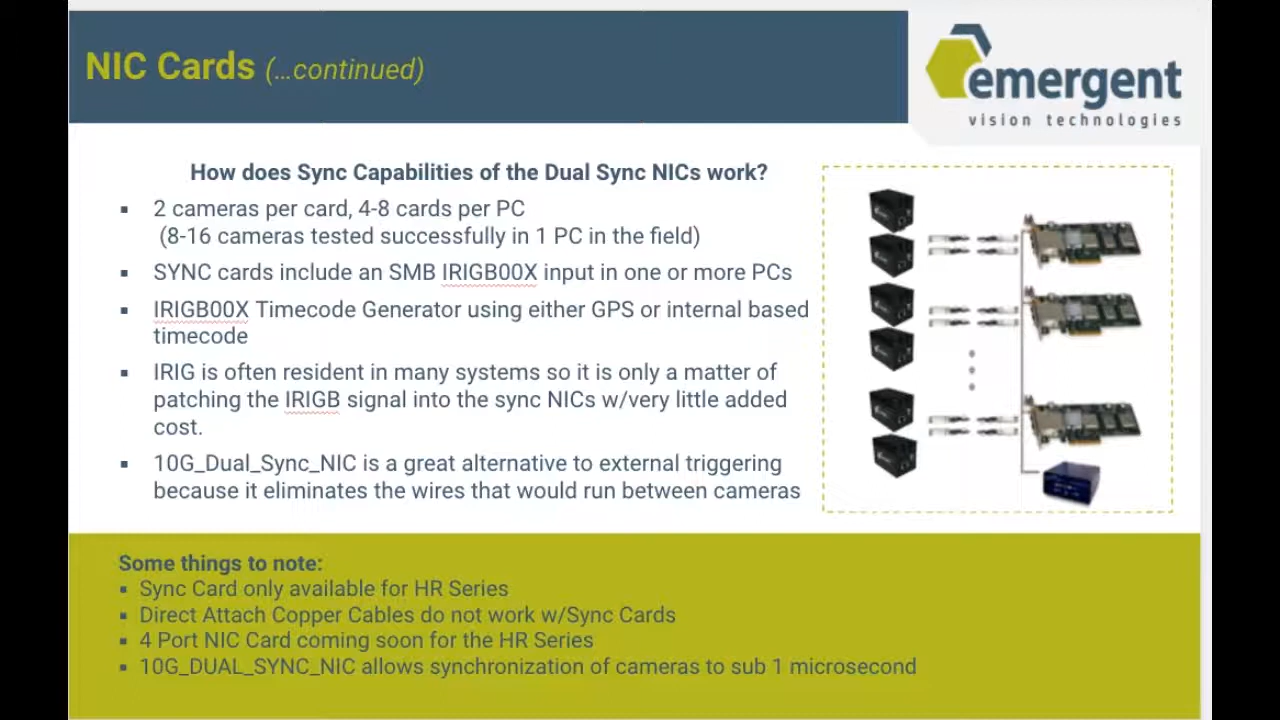 NIC Cards (...continued)
emergent
vision technologies
How does Sync Capabilities of the Dual Sync NICs work?
▪ 2 cameras per card, 4-8 cards per PC
(8-16 cameras tested successfully in 1 PC in the field)
▪ SYNC cards include an SMB IRIGB00X input in one or more PCs
▪ IRIGB00X Timecode Generator using either GPS or internal based
timecode
▪ IRIG is often resident in many systems so it is only a matter of
patching the IRIGB signal into the sync NICs w/very little added
cost.
▪ 10G_Dual_Sync_NIC is a great alternative to external triggering
because it eliminates the wires that would run between cameras
Some things to note:
▪ Sync Card only available for HR Series
▪ Direct Attach Copper Cables do not work w/Sync Cards
▪ 4 Port NIC Card coming soon for the HR Series
▪ 10G_DUAL_SYNC_NIC allows synchronization of cameras to sub 1 microsecond